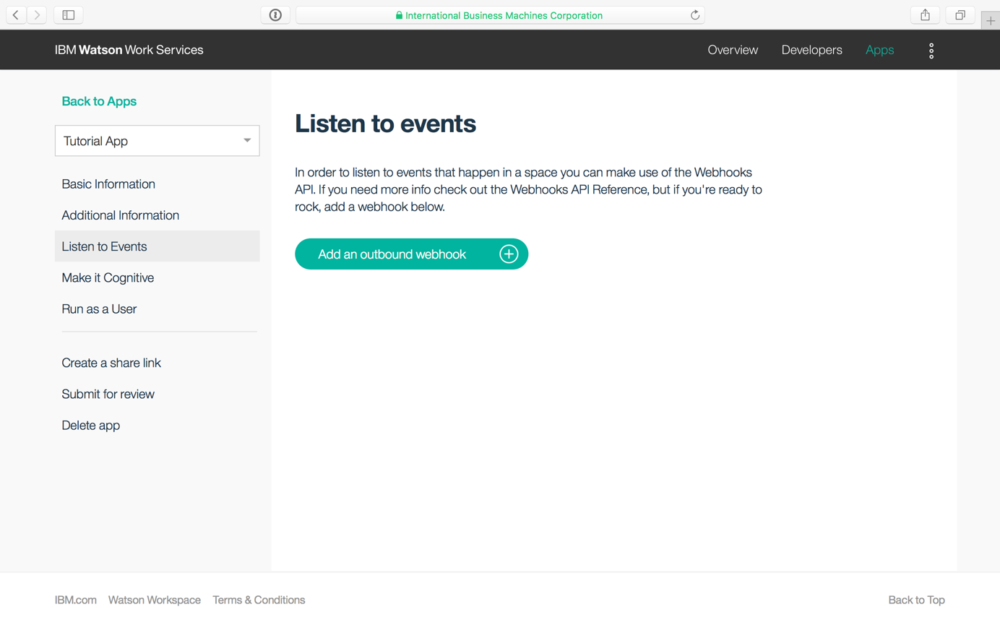 International Business Machines Corporation
IBM Watson Work Services
Overview
Developers
Apps
Back to Apps
Tutorial App
Basic Information
Additional Information
Listen to Events
Make it Cognitive
Run as a User
Create a share link
Submit for review
Delete app
Listen to events
In order to listen to events that happen in a space you can make use of the Webhooks
API. If you need more info check out the Webhooks API Reference, but if you're ready to
rock, add a webhook below.
Add an outbound webhook
IBM.com
Watson Workspace
Terms & Conditions
Back to Top